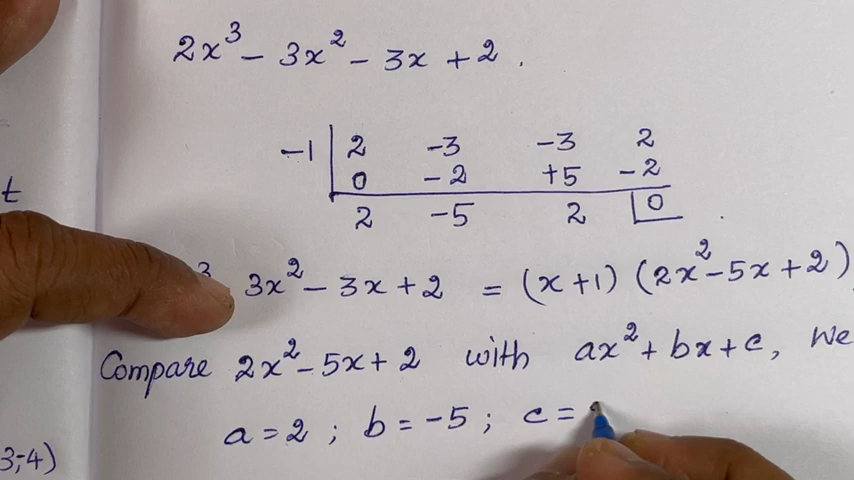 2x³ - 3x² - 3x + 2 .
-1 | 2 -3 -3 2
0 -2 +5 -2
2 -5 2 0 .
3 3x² - 3x + 2 = (x+1) (2x² - 5x + 2)
t
Compare 2x² - 5x + 2 with ax² + bx + c, We
a = 2 ; b = -5 ; c =
3,-4)